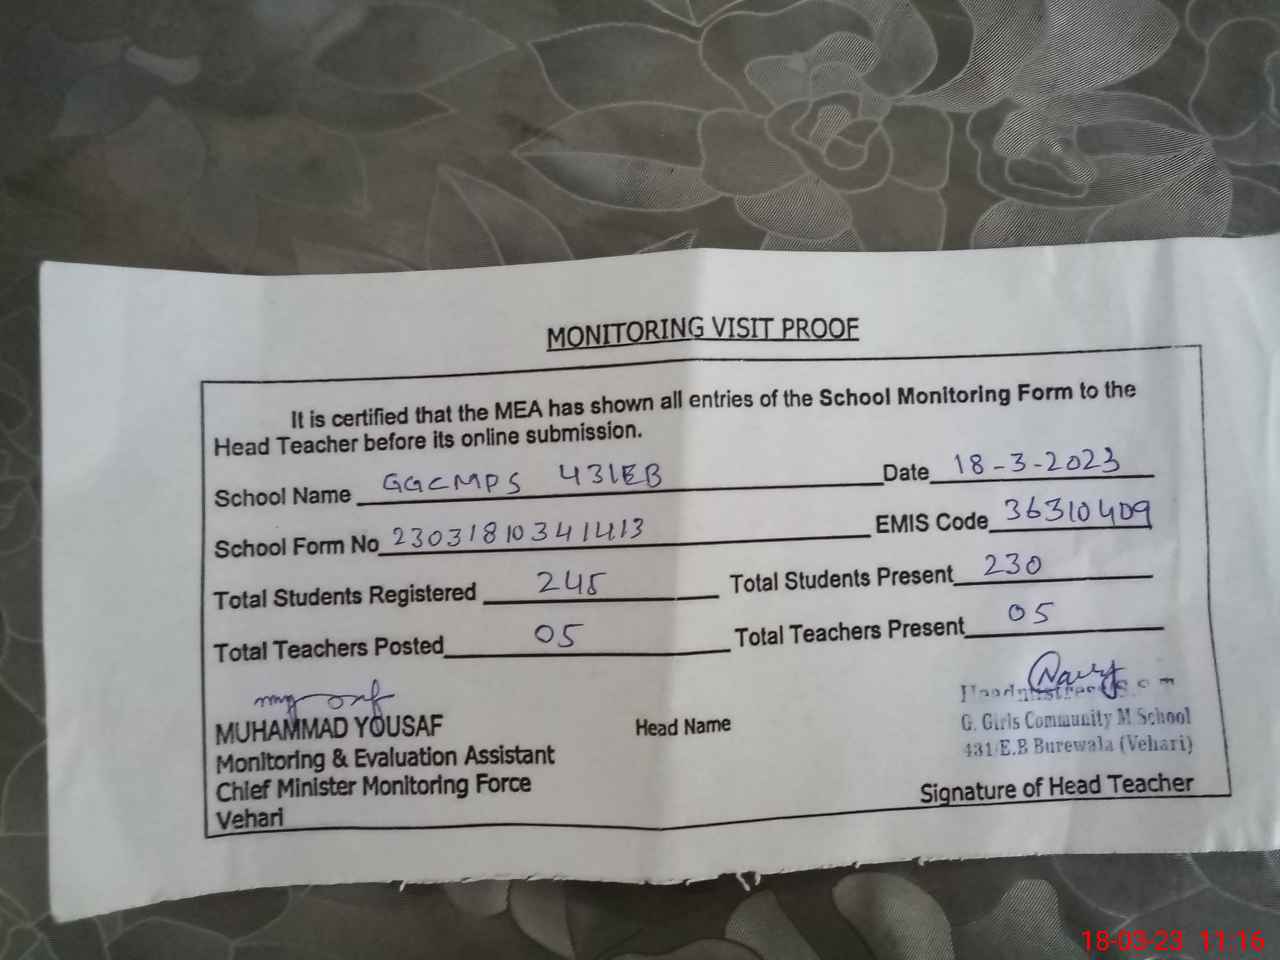 MONITORING VISIT PROOF
It is certified that the MEA has shown all entries of the School Monitoring Form to the
Head Teacher before its online submission.
School Name GGCMPS 431EB Date 18-3-2023
School Form No 23031810341413 EMIS Code 36310409
Total Students Registered 245 Total Students Present 230
Total Teachers Posted 05 Total Teachers Present 05
MUHAMMAD YOUSAF
Monitoring & Evaluation Assistant
Chief Minister Monitoring Force
Vehari
Head Name
Headmistress
G. Girls Community M.School
431/E.B Burewala (Vehari)
Signature of Head Teacher
18-03-23 11:16